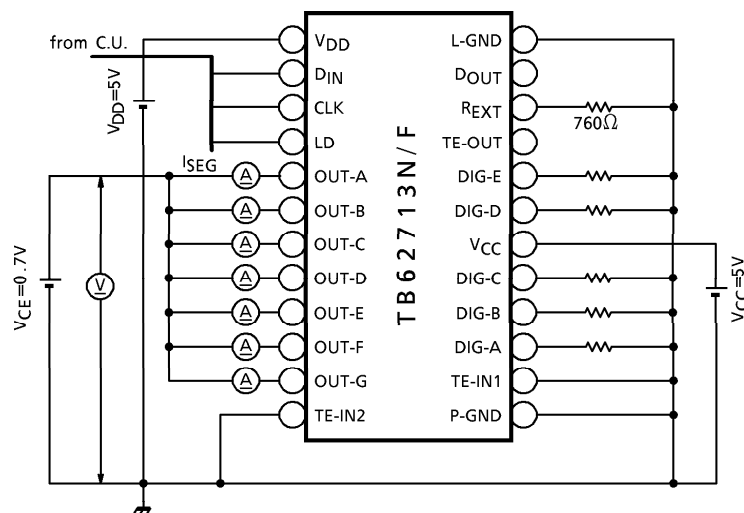 from C.U.
VDD
DIN
CLK
LD
VDD=5V
ISEG
A OUT-A
A OUT-B
A OUT-C
A OUT-D
A OUT-E
A OUT-F
A OUT-G
TE-IN2
VCE=0.7V
V
TB62713N/F
L-GND
DOUT
REXT
760Ω
TE-OUT
DIG-E
DIG-D
VCC
DIG-C
DIG-B
DIG-A
TE-IN1
P-GND
VCC=5V